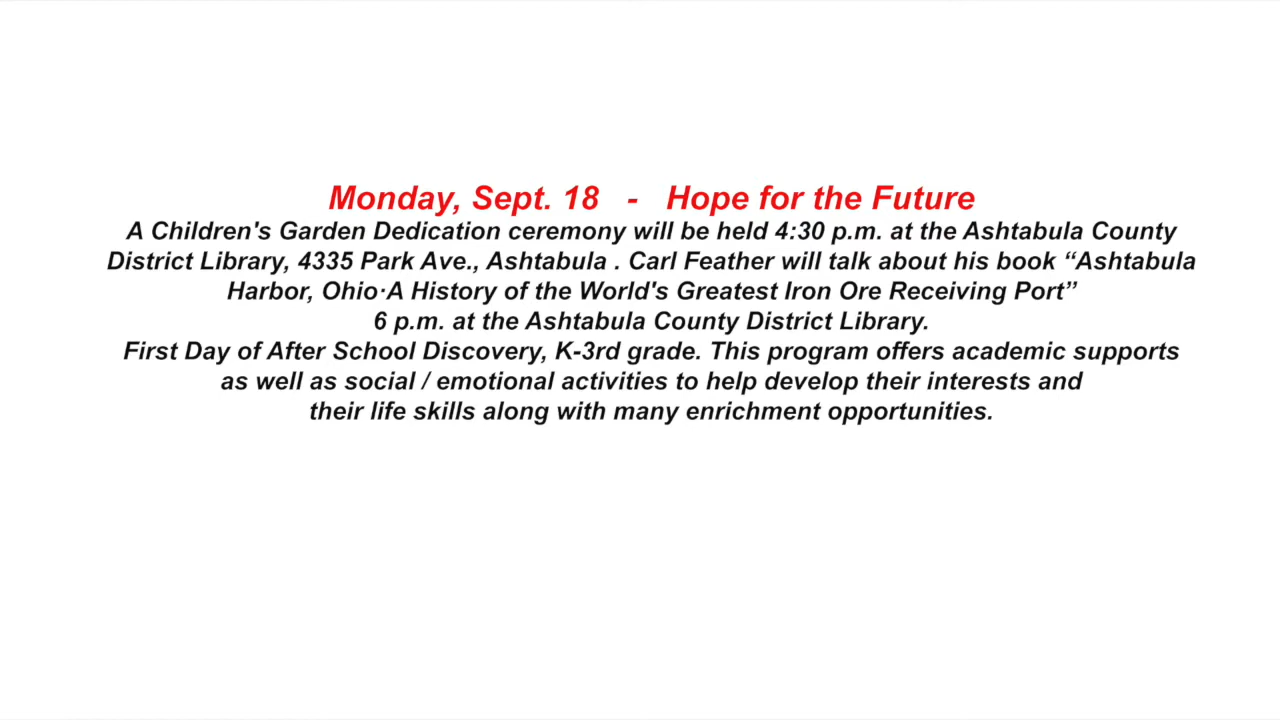 Monday, Sept. 18 - Hope for the Future
A Children's Garden Dedication ceremony will be held 4:30 p.m. at the Ashtabula County
District Library, 4335 Park Ave., Ashtabula . Carl Feather will talk about his book “Ashtabula
Harbor, Ohio·A History of the World's Greatest Iron Ore Receiving Port”
6 p.m. at the Ashtabula County District Library.
First Day of After School Discovery, K-3rd grade. This program offers academic supports
as well as social / emotional activities to help develop their interests and
their life skills along with many enrichment opportunities.